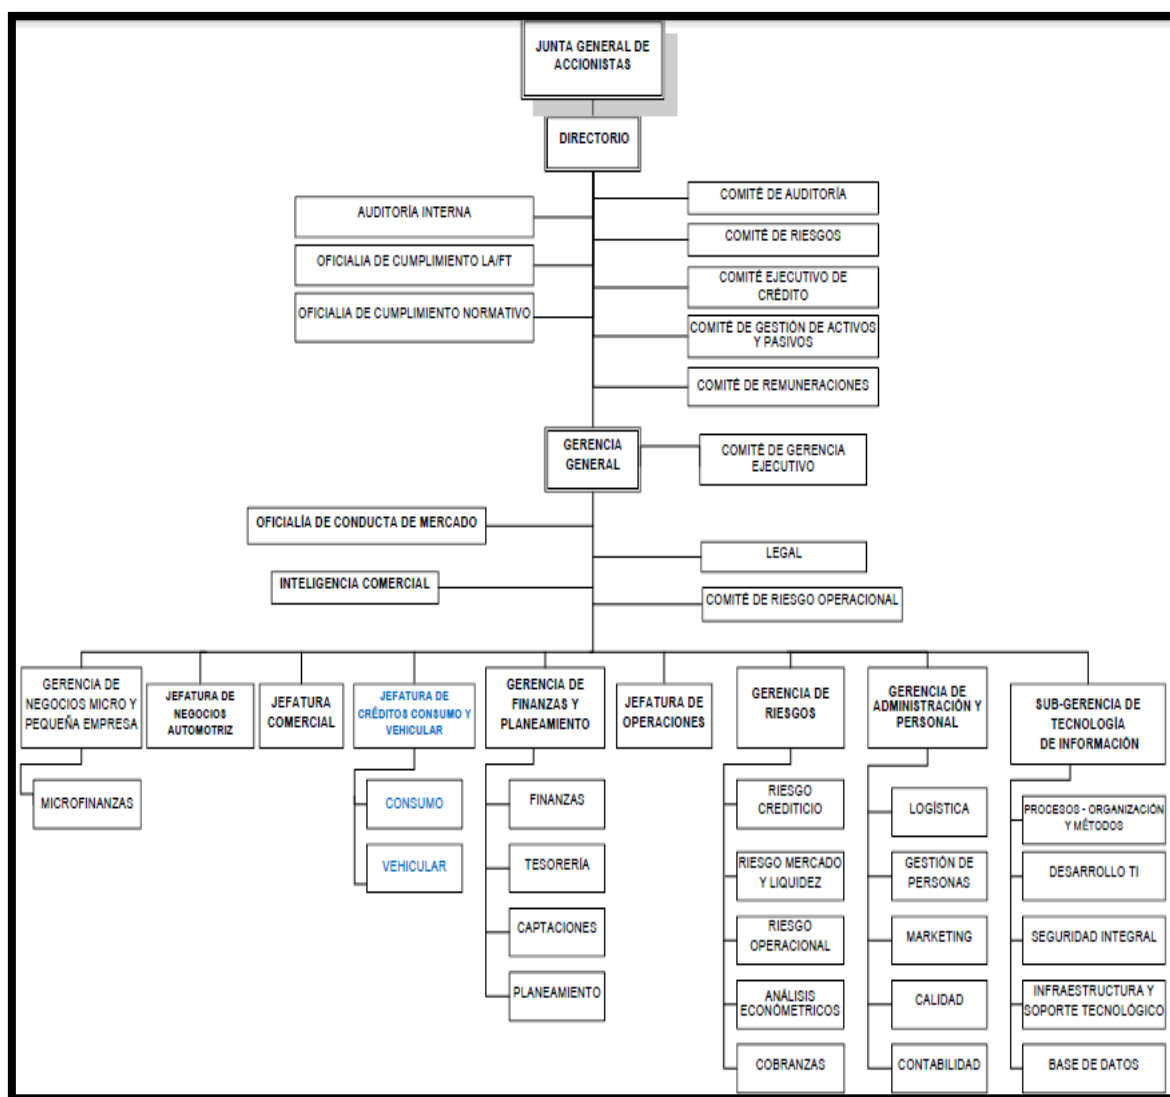 JUNTA GENERAL DE
ACCIONISTAS
DIRECTORIO
AUDITORÍA INTERNA
OFICIALIA DE CUMPLIMIENTO LA/FT
OFICIALIA DE CUMPLIMIENTO NORMATIVO
COMITÉ DE AUDITORÍA
COMITÉ DE RIESGOS
COMITÉ EJECUTIVO DE
CRÉDITO
COMITÉ DE GESTIÓN DE ACTIVOS
Y PASIVOS
COMITÉ DE REMUNERACIONES
GERENCIA
GENERAL
COMITÉ DE GERENCIA
EJECUTIVO
OFICIALÍA DE CONDUCTA DE MERCADO
LEGAL
INTELIGENCIA COMERCIAL
COMITÉ DE RIESGO OPERACIONAL
GERENCIA DE
NEGOCIOS MICRO Y
PEQUEÑA EMPRESA
MICROFINANZAS
JEFATURA DE
NEGOCIOS
AUTOMOTRIZ
JEFATURA
COMERCIAL
JEFATURA DE
CRÉDITOS CONSUMO Y
VEHICULAR
CONSUMO
VEHICULAR
GERENCIA DE
FINANZAS Y
PLANEAMIENTO
FINANZAS
TESORERÍA
CAPTACIONES
PLANEAMIENTO
JEFATURA DE
OPERACIONES
GERENCIA DE
RIESGOS
RIESGO
CREDITICIO
RIESGO MERCADO
Y LIQUIDEZ
RIESGO
OPERACIONAL
ANÁLISIS
ECONÓMETRICOS
COBRANZAS
GERENCIA DE
ADMINISTRACIÓN Y
PERSONAL
LOGÍSTICA
GESTIÓN DE
PERSONAS
MARKETING
CALIDAD
CONTABILIDAD
SUB-GERENCIA DE
TECNOLOGÍA
DE INFORMACIÓN
PROCESOS - ORGANIZACIÓN
Y MÉTODOS
DESARROLLO TI
SEGURIDAD INTEGRAL
INFRAESTRUCTURA Y
SOPORTE TECNOLÓGICO
BASE DE DATOS